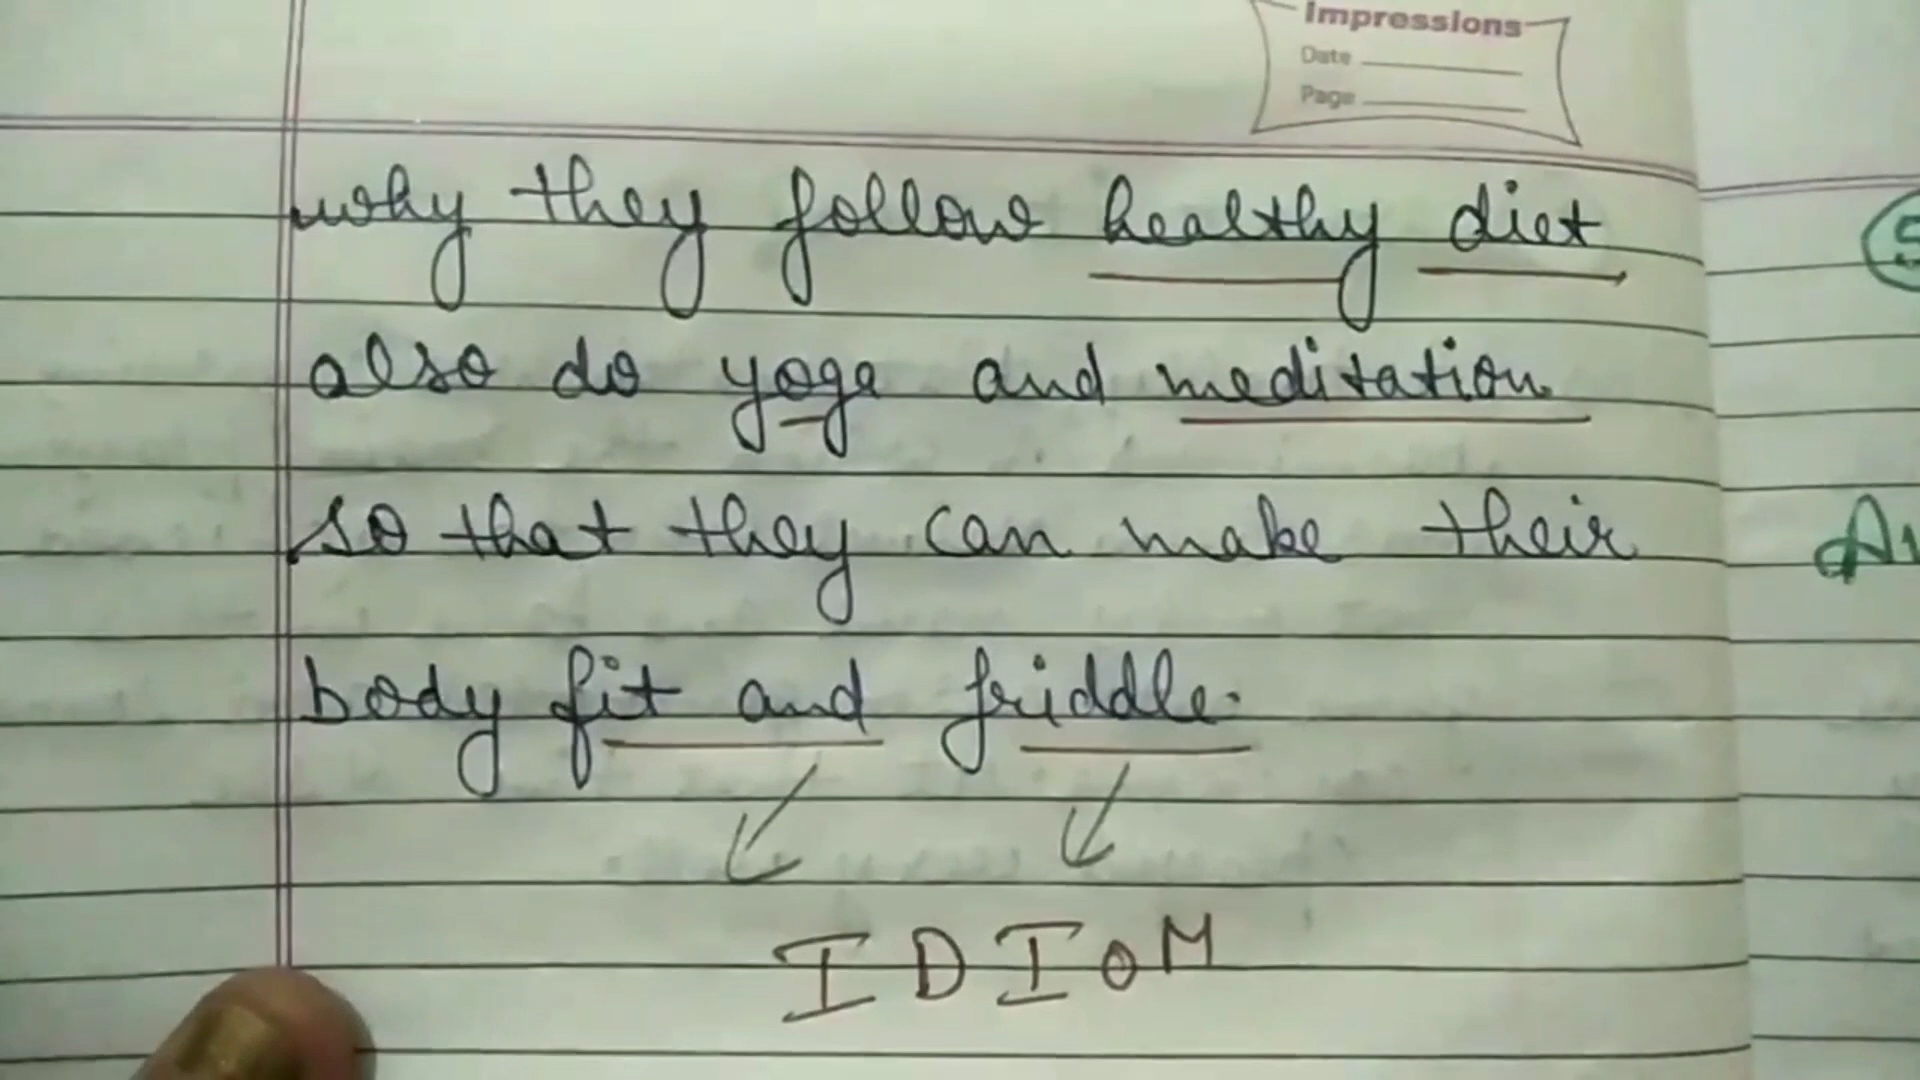 Impressions
Date
Page
why they follow healthy diet
also do yoga and meditation
so that they can make their
body fit and friddle.
IDIOM